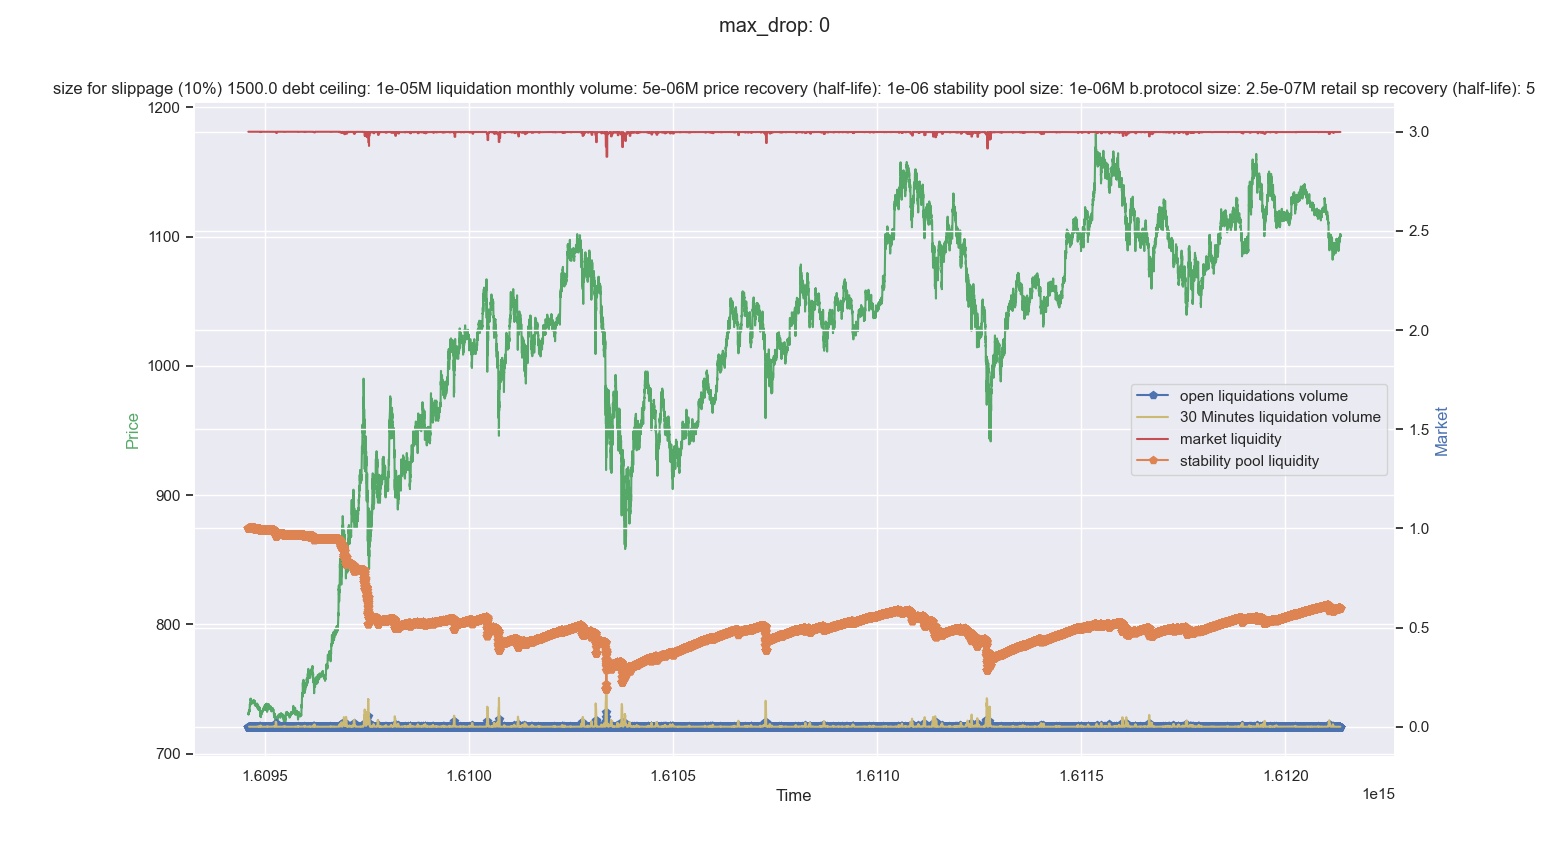 max_drop: 0
size for slippage (10%) 1500.0 debt ceiling: 1e-05M liquidation monthly volume: 5e-06M price recovery (half-life): 1e-06 stability pool size: 1e-06M b.protocol size: 2.5e-07M retail sp recovery (half-life): 5
1200
1100
1000
900
800
700
Price
3.0
2.5
2.0
1.5
1.0
0.5
0.0
Market
open liquidations volume
30 Minutes liquidation volume
market liquidity
stability pool liquidity
1.6095
1.6100
1.6105
1.6110
1.6115
1.6120
Time
1e15